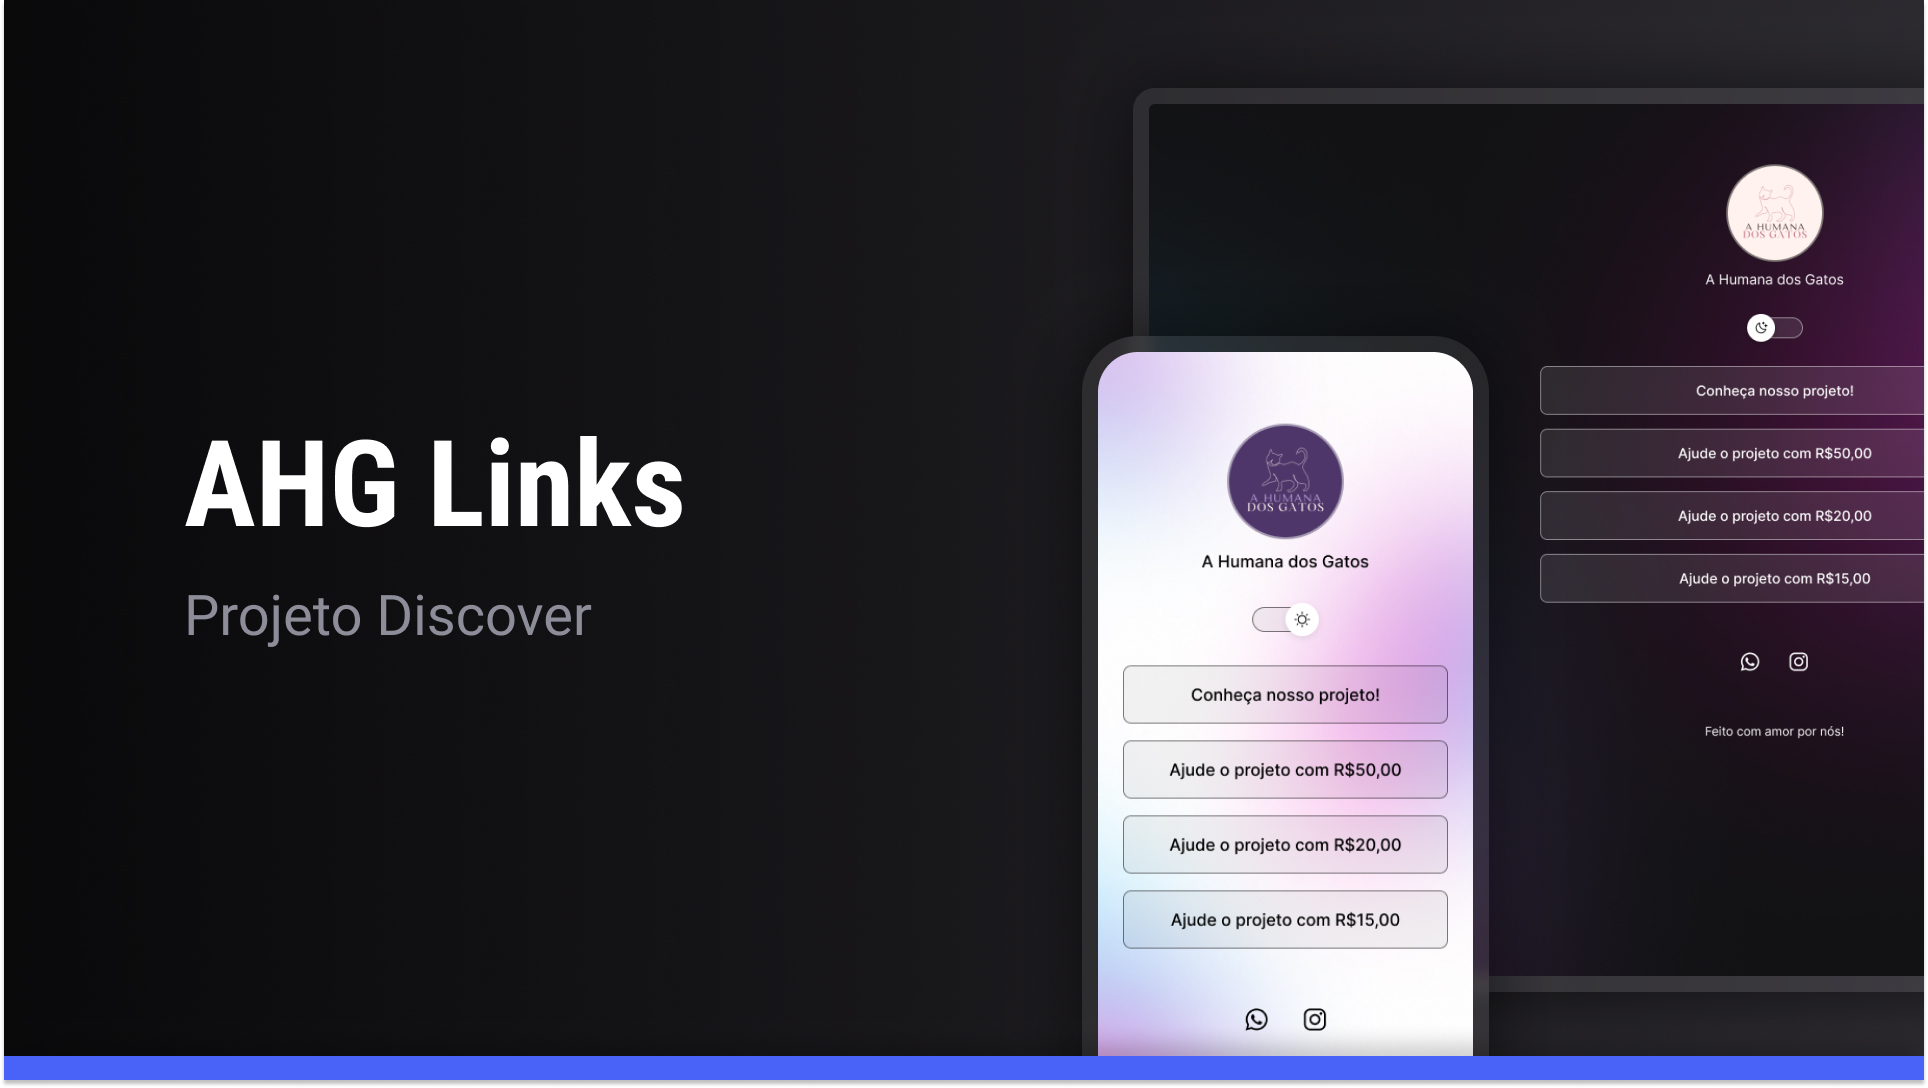 AHG Links
Projeto Discover
A HUMANA
DOS GATOS
A Humana dos Gatos
Conheça nosso projeto!
Ajude o projeto com R$50,00
Ajude o projeto com R$20,00
Ajude o projeto com R$15,00
A HUMANA
DOS GATOS
A Humana dos Gatos
Conheça nosso projeto!
Ajude o projeto com R$50,00
Ajude o projeto com R$20,00
Ajude o projeto com R$15,00
Feito com amor por nós!